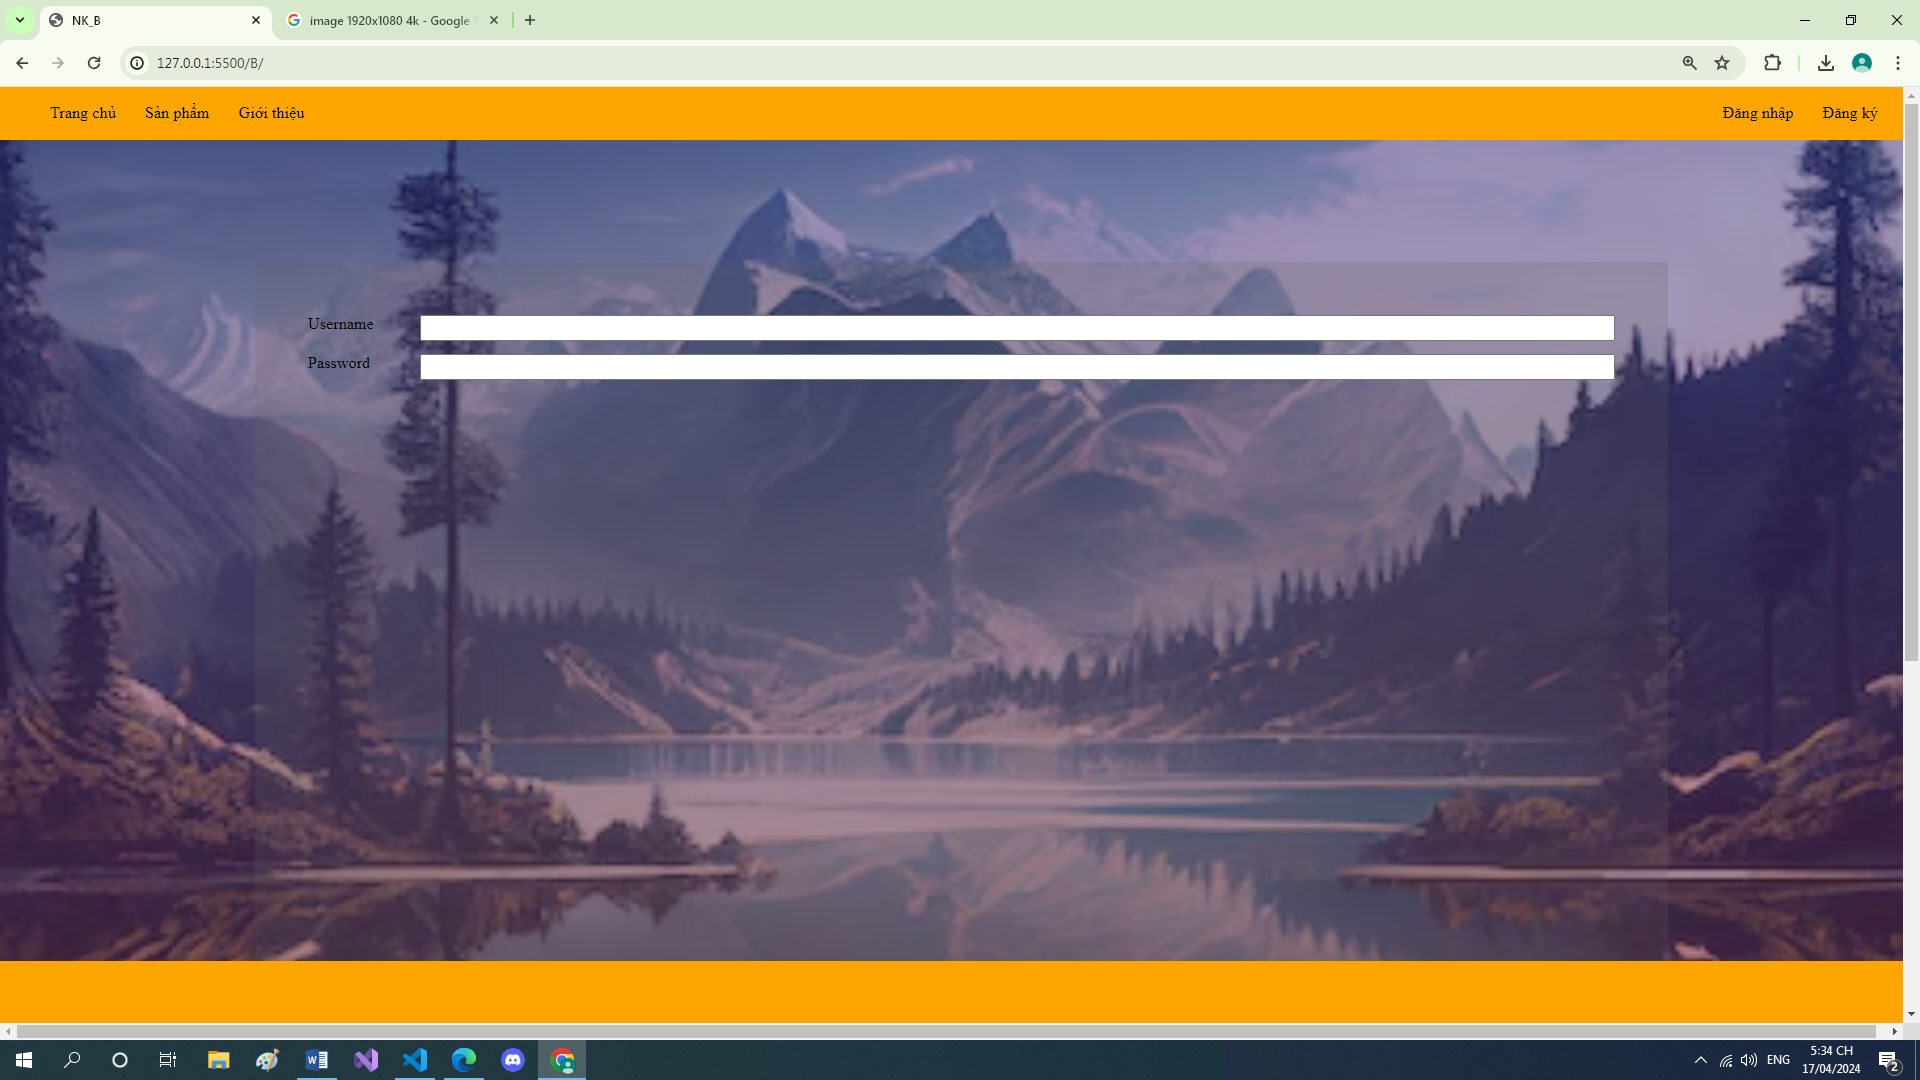 NK_B
image 1920x1080 4k - Google
127.0.0.1:5500/B/
Trang chủ Sản phẩm Giới thiệu Đăng nhập Đăng ký
Username
Password
ENG
5:34 CH
17/04/2024
2